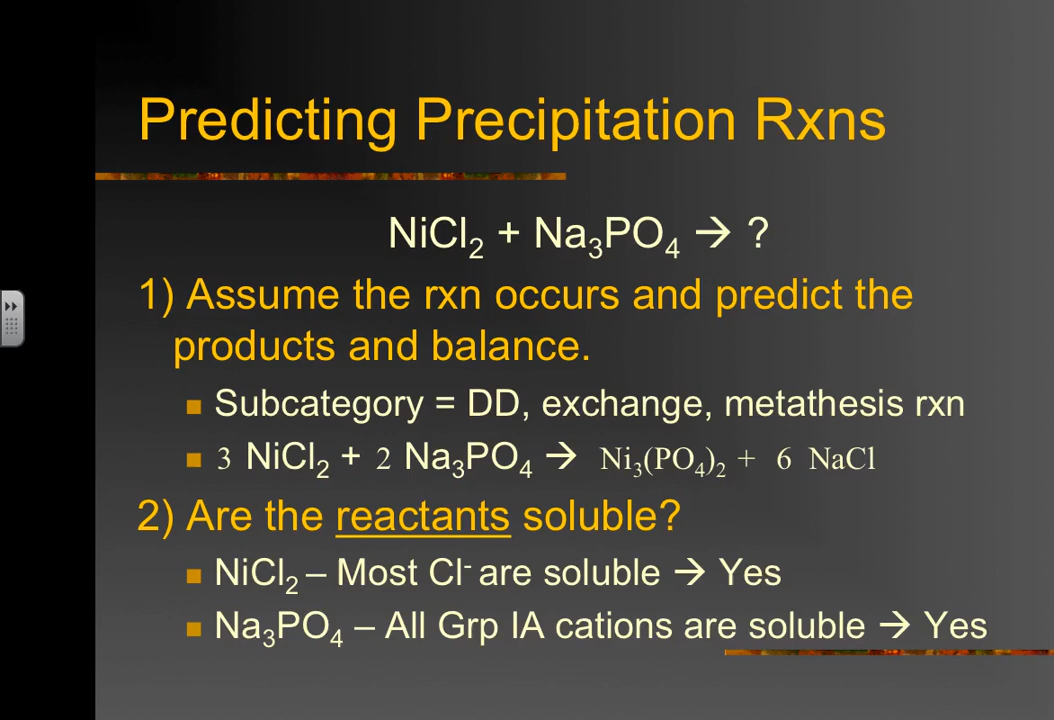 Predicting Precipitation Rxns
NiCl₂ + Na₃PO₄ → ?
1) Assume the rxn occurs and predict the
products and balance.
■ Subcategory = DD, exchange, metathesis rxn
■ 3 NiCl₂ + 2 Na₃PO₄ → Ni₃(PO₄)₂ + 6 NaCl
2) Are the reactants soluble?
■ NiCl₂ – Most Cl⁻ are soluble → Yes
■ Na₃PO₄ – All Grp IA cations are soluble → Yes